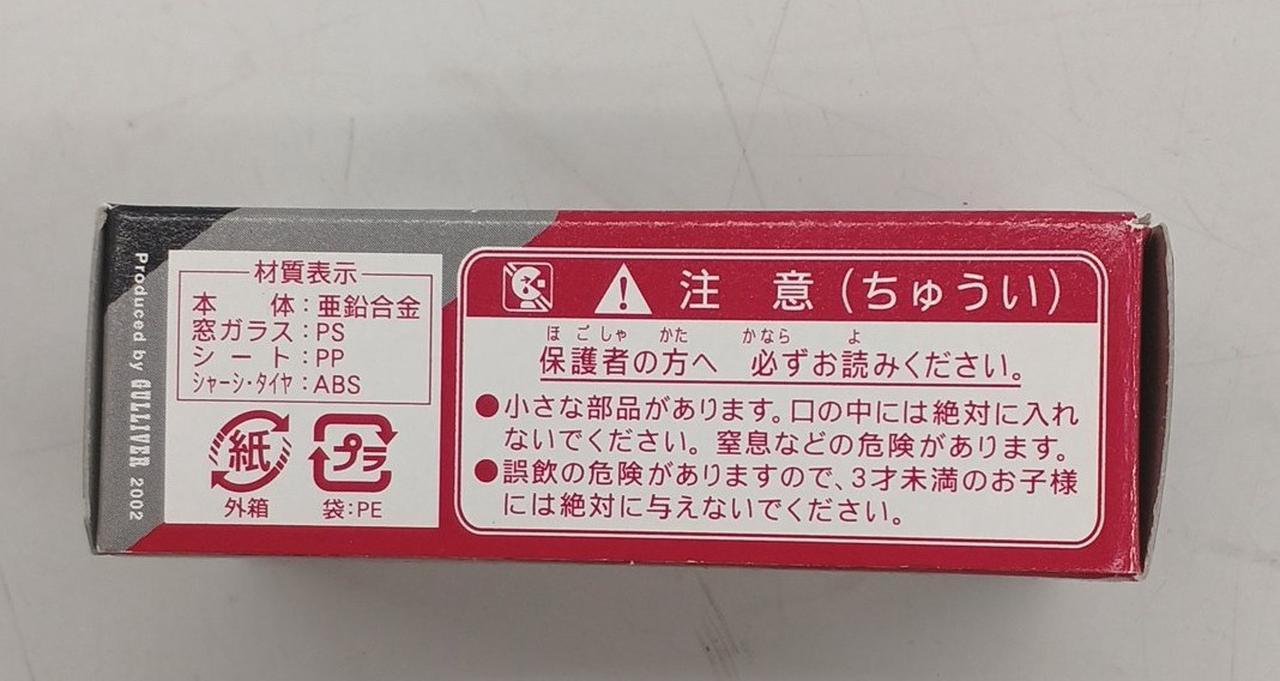 Produced by GULLIVER 2002
材質表示
本　体：亜鉛合金
窓ガラス：PS
シート：PP
シャーシ・タイヤ：ABS
紙
外箱
プラ
袋：PE
注　意（ちゅうい）
ほごしゃ　かた　かなら　よ
保護者の方へ　必ずお読みください。
●小さな部品があります。口の中には絶対に入れ
ないでください。窒息などの危険があります。
●誤飲の危険がありますので、3才未満のお子様
には絶対に与えないでください。